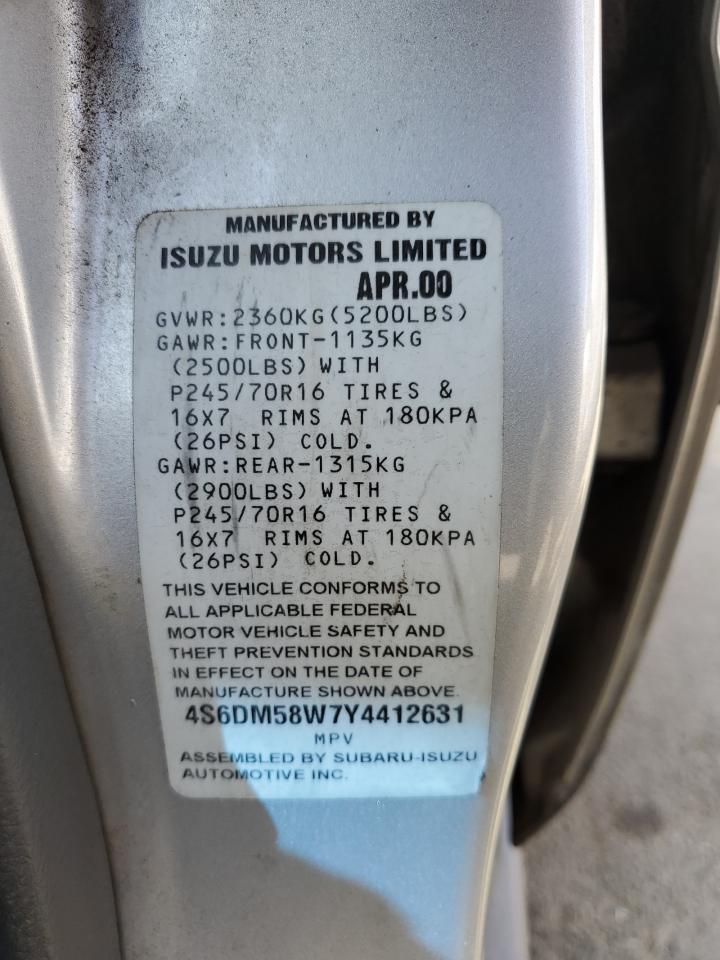 MANUFACTURED BY
ISUZU MOTORS LIMITED
APR.00
GVWR:2360KG(5200LBS)
GAWR:FRONT-1135KG
(2500LBS) WITH
P245/70R16 TIRES &
16X7 RIMS AT 180KPA
(26PSI) COLD.
GAWR:REAR-1315KG
(2900LBS) WITH
P245/70R16 TIRES &
16X7 RIMS AT 180KPA
(26PSI) COLD.
THIS VEHICLE CONFORMS TO
ALL APPLICABLE FEDERAL
MOTOR VEHICLE SAFETY AND
THEFT PREVENTION STANDARDS
IN EFFECT ON THE DATE OF
MANUFACTURE SHOWN ABOVE.
4S6DM58W7Y4412631
MPV
ASSEMBLED BY SUBARU-ISUZU
AUTOMOTIVE INC.